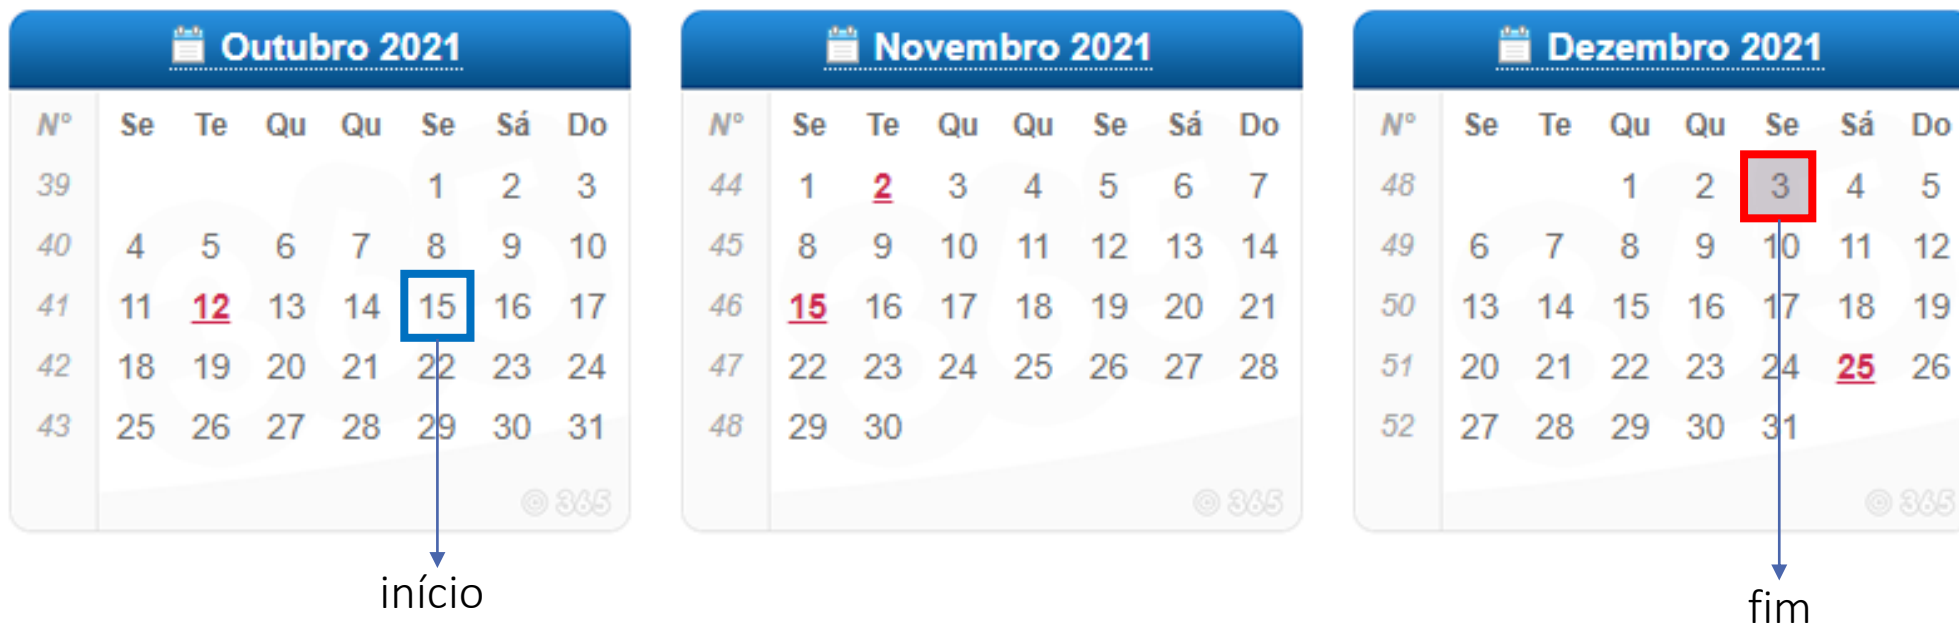 Outubro 2021
N° Se Te Qu Qu Se Sá Do
39 1 2 3
40 4 5 6 7 8 9 10
41 11 12 13 14 15 16 17
42 18 19 20 21 22 23 24
43 25 26 27 28 29 30 31
© 365
início
Novembro 2021
N° Se Te Qu Qu Se Sá Do
44 1 2 3 4 5 6 7
45 8 9 10 11 12 13 14
46 15 16 17 18 19 20 21
47 22 23 24 25 26 27 28
48 29 30
© 365
Dezembro 2021
N° Se Te Qu Qu Se Sá Do
48 1 2 3 4 5
49 6 7 8 9 10 11 12
50 13 14 15 16 17 18 19
51 20 21 22 23 24 25 26
52 27 28 29 30 31
© 365
fim